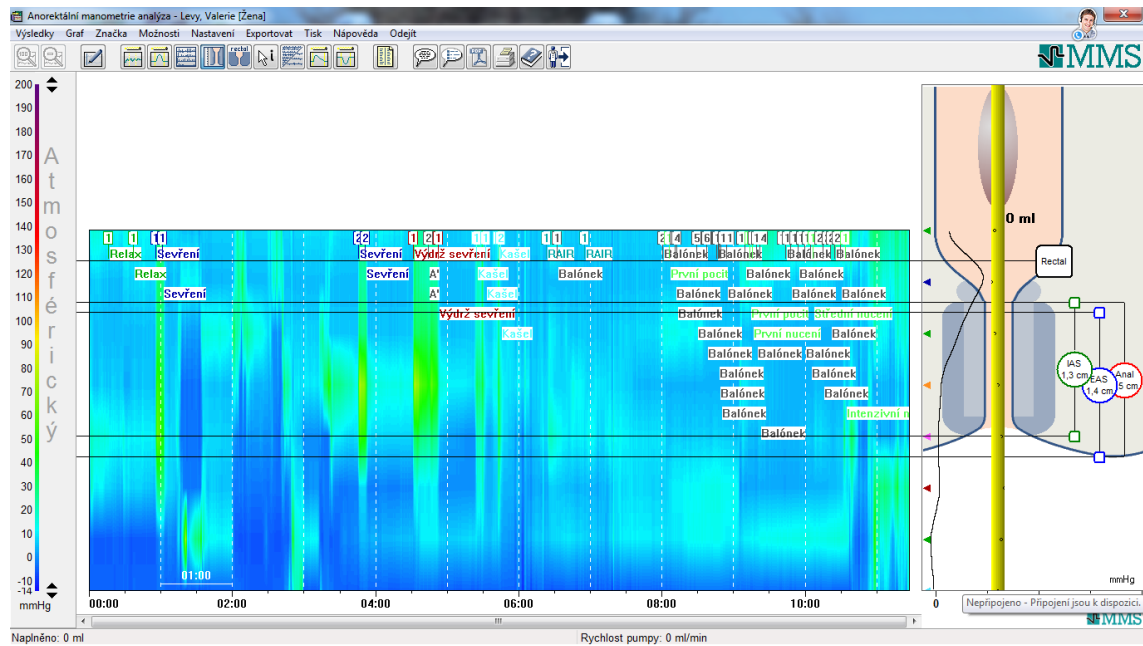 Anorektální manometrie analýza - Levy, Valerie [Žena]
Výsledky Graf Značka Možnosti Nastavení Exportovat Tisk Nápověda Odejít
rectal
MMS
200
190
180
170
160
150
140
130
120
110
100
90
80
70
60
50
40
30
20
10
0
-10
-14
mmHg
Atmosférický
Relax Sevření Sevření Výdrž sevření Kašel RAIR RAIR Balónek Balónek Balónek Balónek
Relax Sevření A' Kašel Balónek První pocit Balónek Balónek
Sevření A' Kašel Balónek Balónek Balónek Balónek
Výdrž sevření Balónek První pocit Střední nucení
Kašel Balónek První nucení Balónek
Balónek Balónek Balónek
Balónek Balónek
Balónek Balónek
Balónek Intenzivní n
Balónek
01:00
00:00 02:00 04:00 06:00 08:00 10:00
0 ml
Rectal
IAS
1,3 cm
EAS
1,4 cm
Anal
5 cm
mmHg
0
Nepřipojeno - Připojení jsou k dispozici.
MMS
Naplněno: 0 ml Rychlost pumpy: 0 ml/min